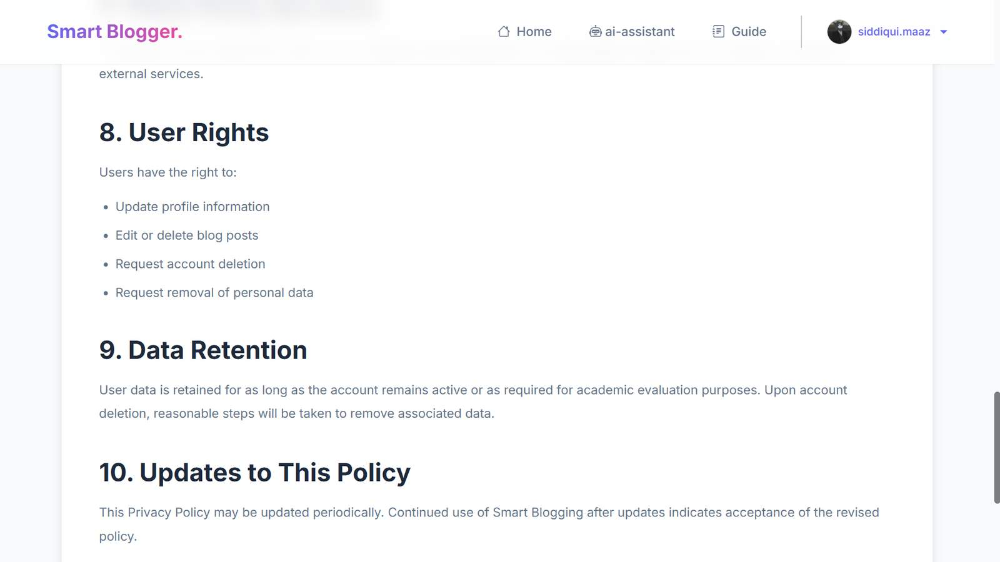 Smart Blogger.
Home
ai-assistant
Guide
siddiqui.maaz
external services.
8. User Rights
Users have the right to:
• Update profile information
• Edit or delete blog posts
• Request account deletion
• Request removal of personal data
9. Data Retention
User data is retained for as long as the account remains active or as required for academic evaluation purposes. Upon account
deletion, reasonable steps will be taken to remove associated data.
10. Updates to This Policy
This Privacy Policy may be updated periodically. Continued use of Smart Blogging after updates indicates acceptance of the revised
policy.